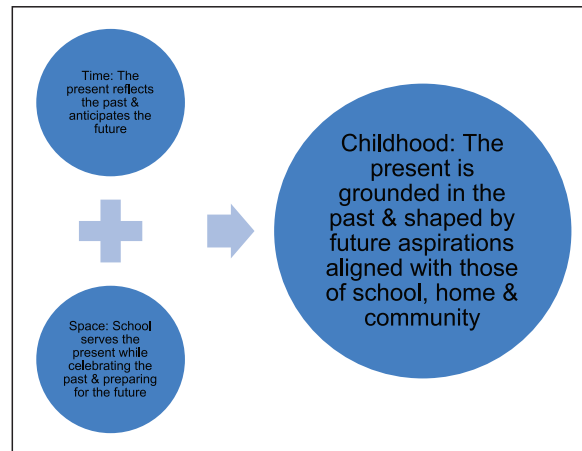 Time: The
present reflects
the past &
anticipates the
future
Space: School
serves the
present while
celebrating the
past & preparing
for the future
Childhood: The
present is
grounded in the
past & shaped by
future aspirations
aligned with those
of school, home &
community